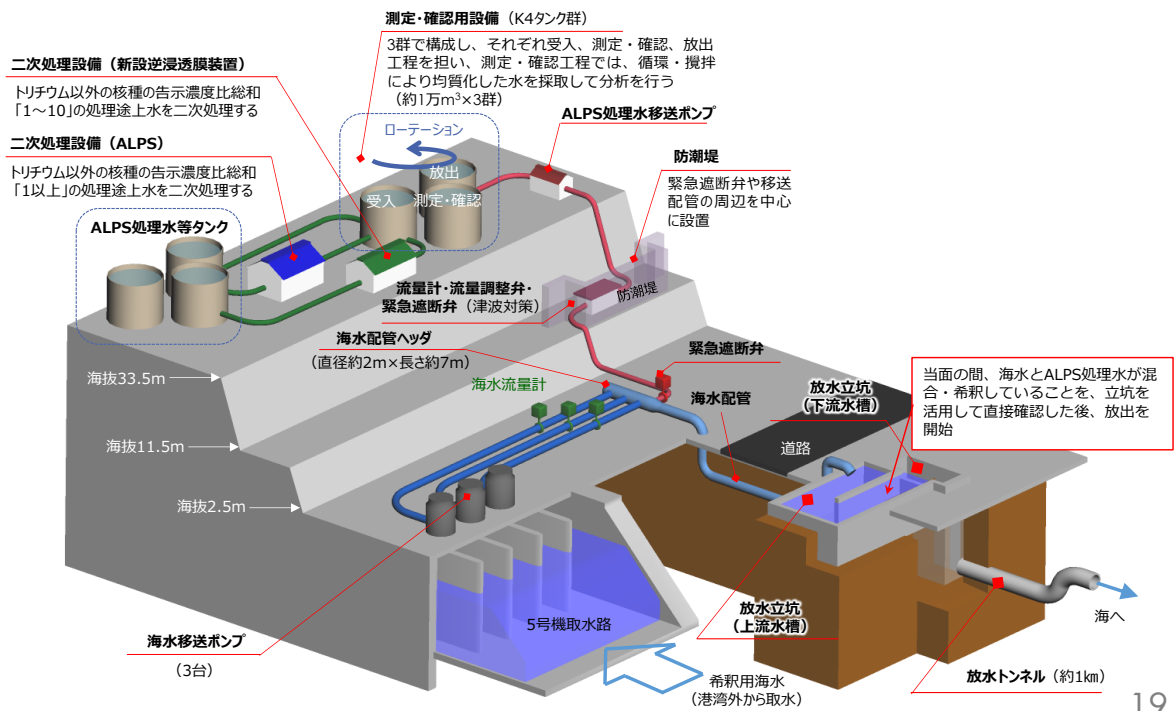 測定・確認用設備（K4タンク群）
3群で構成し、それぞれ受入、測定・確認、放出
工程を担い、測定・確認工程では、循環・攪拌
により均質化した水を採取して分析を行う
（約1万m³×3群）
二次処理設備（新設逆浸透膜装置）
トリチウム以外の核種の告示濃度比総和
「1～10」の処理途上水を二次処理する
二次処理設備（ALPS）
トリチウム以外の核種の告示濃度比総和
「1以上」の処理途上水を二次処理する
ALPS処理水等タンク
ローテーション
放出
受入
測定・確認
ALPS処理水移送ポンプ
防潮堤
緊急遮断弁や移送
配管の周辺を中心
に設置
防潮堤
流量計・流量調整弁・
緊急遮断弁（津波対策）
海水配管ヘッダ
（直径約2m×長さ約7m）
海水流量計
緊急遮断弁
海水配管
道路
放水立坑
（下流水槽）
当面の間、海水とALPS処理水が混
合・希釈していることを、立坑を
活用して直接確認した後、放出を
開始
海抜33.5m
海抜11.5m
海抜2.5m
海水移送ポンプ
（3台）
5号機取水路
希釈用海水
（港湾外から取水）
放水立坑
（上流水槽）
海へ
放水トンネル（約1km）
19